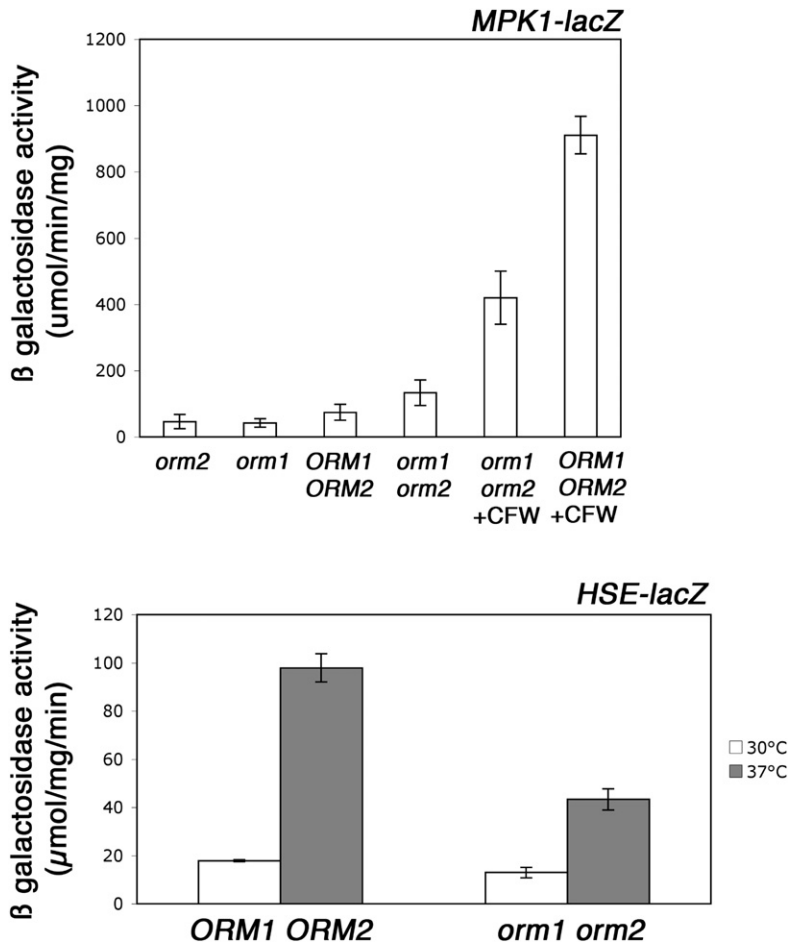 MPK1-lacZ
ß galactosidase activity
(umol/min/mg)
1200
1000
800
600
400
200
0
orm2 orm1 ORM1 orm1 orm1 ORM1
ORM2 orm2 orm2 ORM2
+CFW +CFW
HSE-lacZ
ß galactosidase activity
(µmol/mg/min)
120
100
80
60
40
20
0
30°C
37°C
ORM1 ORM2 orm1 orm2